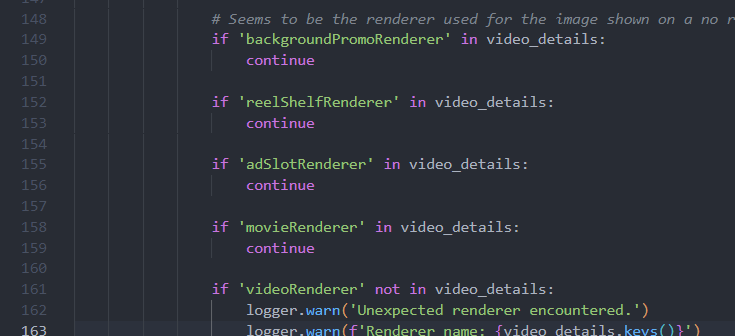 148 # Seems to be the renderer used for the image shown on a no
149 if 'backgroundPromoRenderer' in video_details:
150 continue
151
152 if 'reelShelfRenderer' in video_details:
153 continue
154
155 if 'adSlotRenderer' in video_details:
156 continue
157
158 if 'movieRenderer' in video_details:
159 continue
160
161 if 'videoRenderer' not in video_details:
162 logger.warn('Unexpected renderer encountered.')
163 logger.warn(f'Renderer name: {video_details.keys()}')